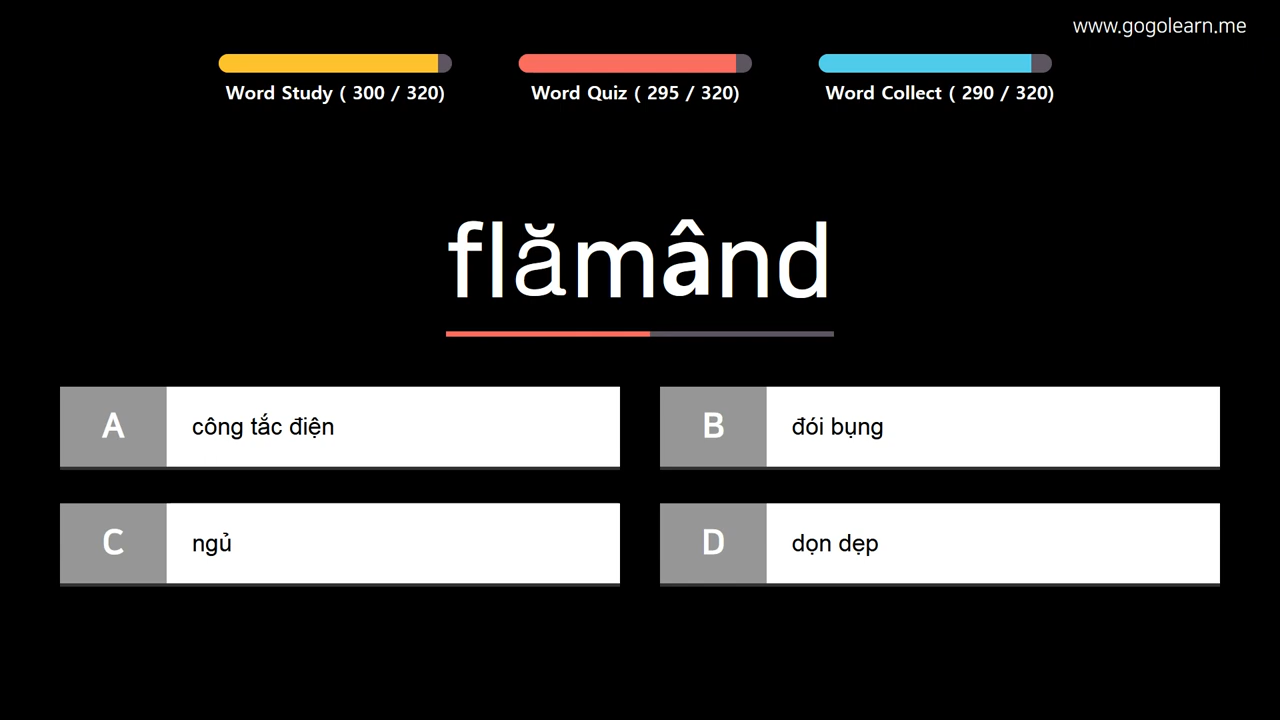 www.gogolearn.me
Word Study ( 300 / 320)
Word Quiz ( 295 / 320)
Word Collect ( 290 / 320)
flămând
A công tắc điện
B đói bụng
C ngủ
D dọn dẹp